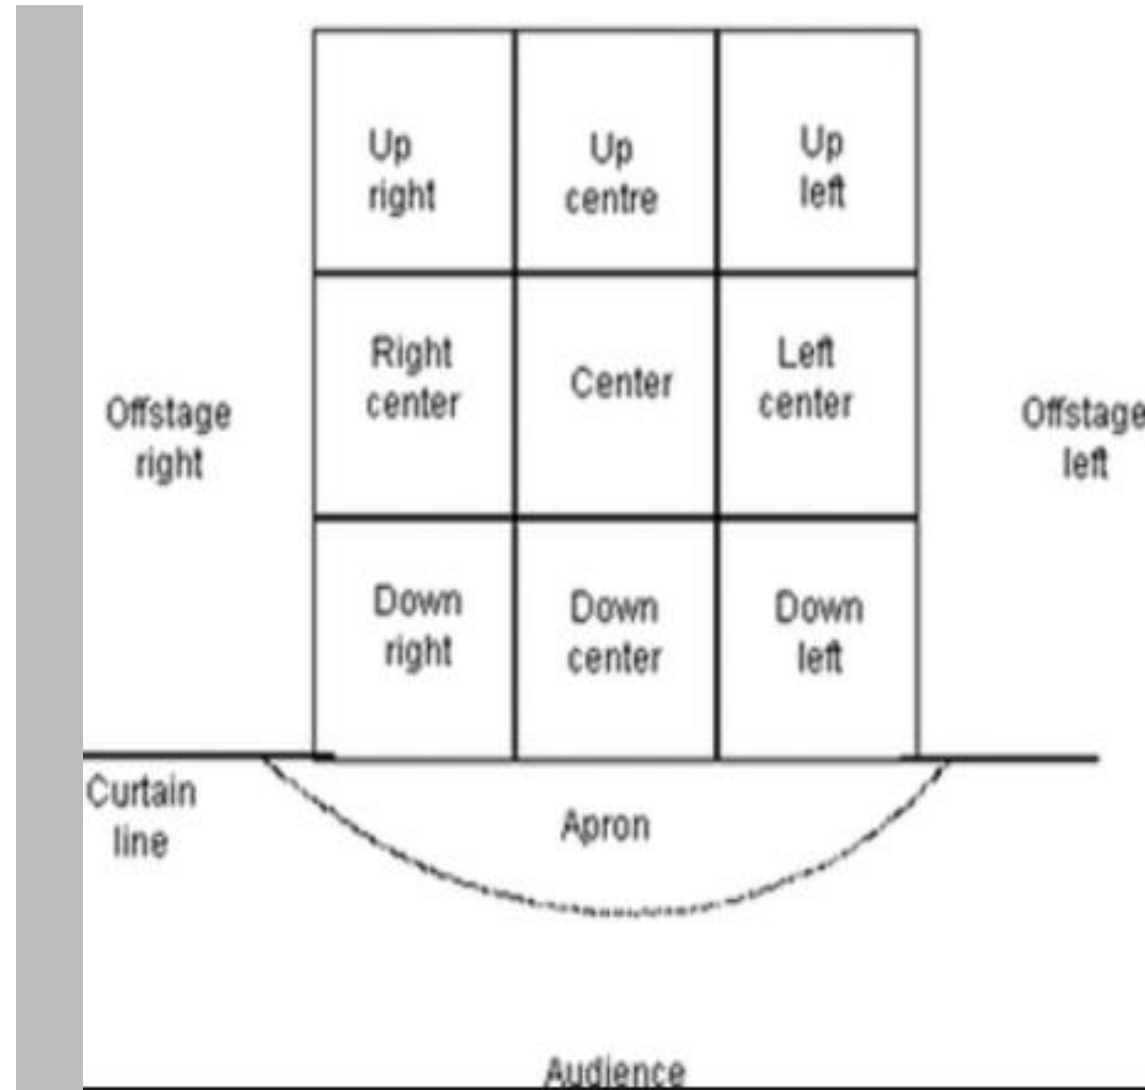 Up
right
Up
centre
Up
left
Right
center
Center
Left
center
Offstage
right
Offstage
left
Down
right
Down
center
Down
left
Curtain
line
Apron
Audience